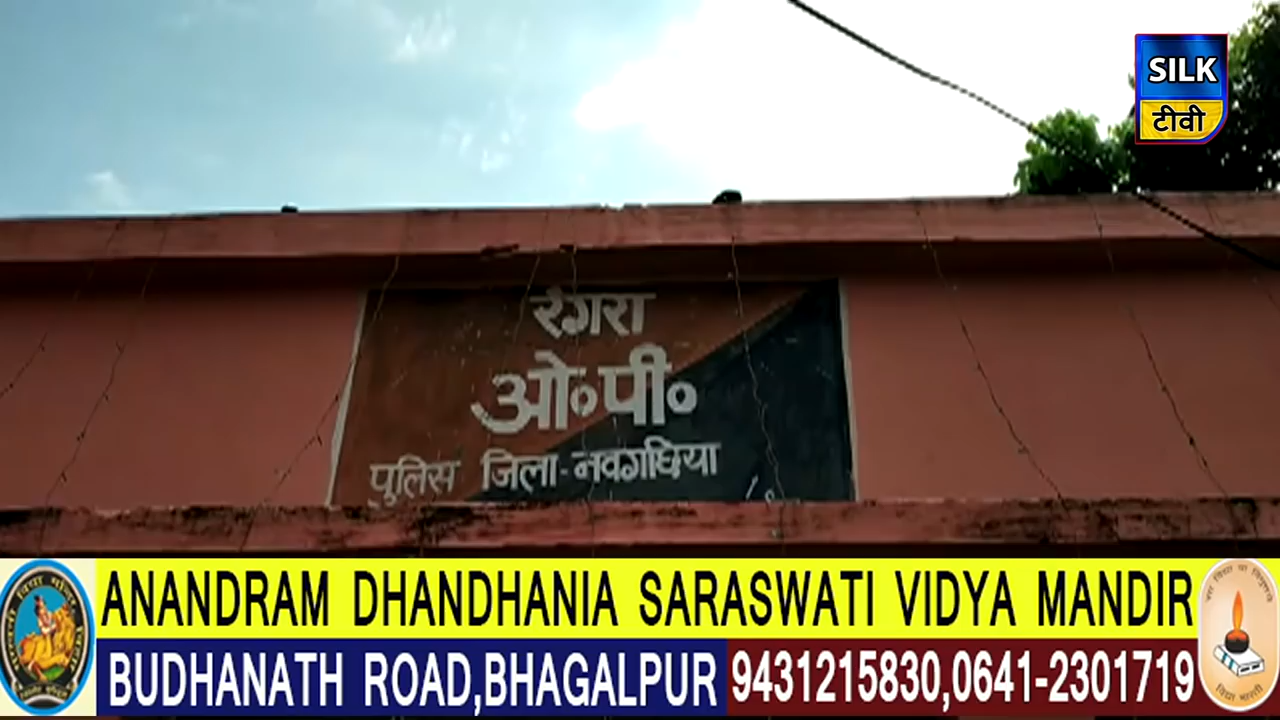 SILK
टीवी
रंगरा
ओ॰पी॰
पुलिस जिला-नवगछिया
ANANDRAM DHANDHANIA SARASWATI VIDYA MANDIR
BUDHANATH ROAD,BHAGALPUR 9431215830,0641-2301719